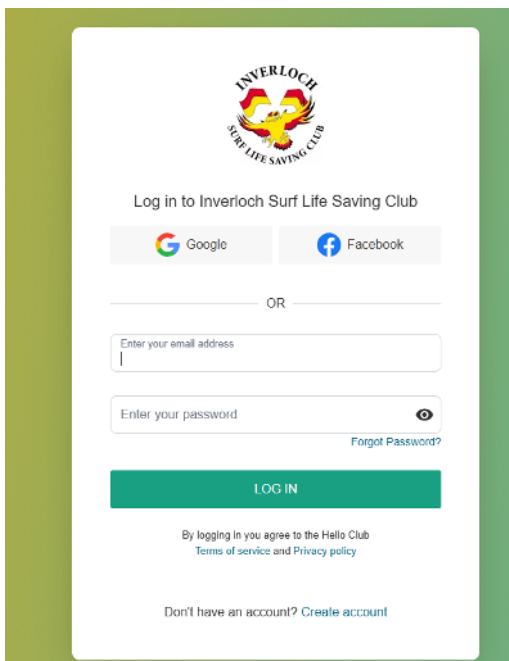 INVERLOCH
SURF LIFE SAVING CLUB
Log in to Inverloch Surf Life Saving Club
Google
Facebook
OR
Enter your email address
Enter your password
Forgot Password?
LOG IN
By logging in you agree to the Hello Club
Terms of service and Privacy policy
Don't have an account? Create account